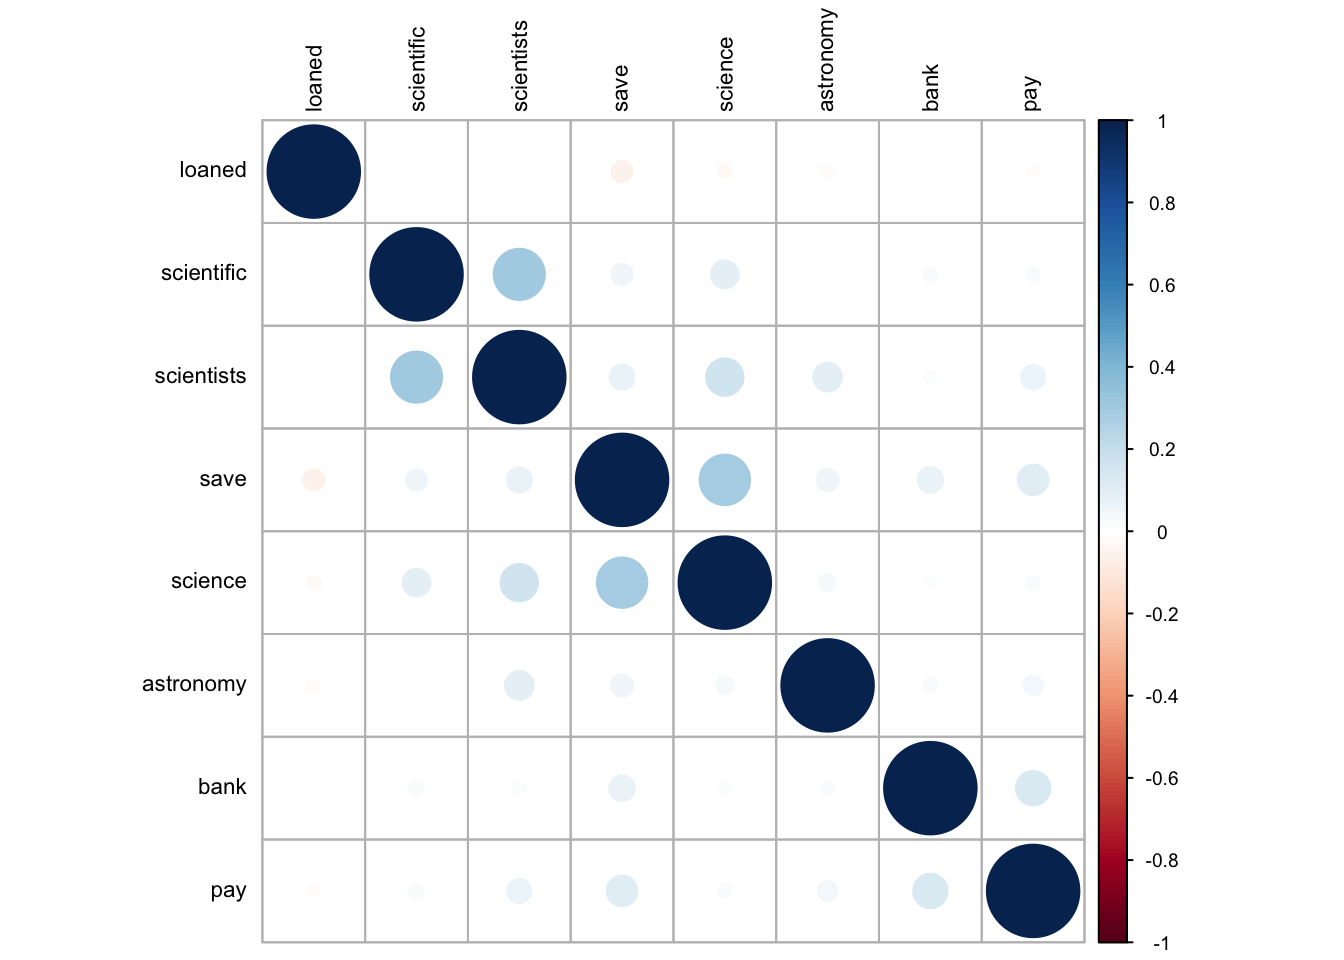 loaned
scientific
scientists
save
science
astronomy
bank
pay
loaned
scientific
scientists
save
science
astronomy
bank
pay
1
0.8
0.6
0.4
0.2
0
-0.2
-0.4
-0.6
-0.8
-1